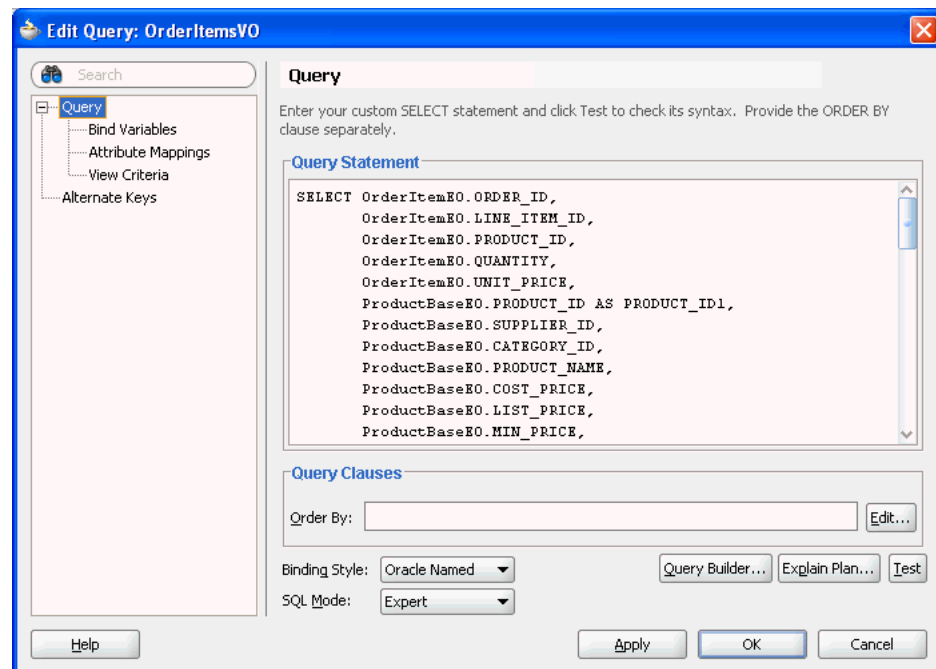 Edit Query: OrderItemsVO
Search
Query
Bind Variables
Attribute Mappings
View Criteria
Alternate Keys
Query
Enter your custom SELECT statement and click Test to check its syntax. Provide the ORDER BY
clause separately.
Query Statement
SELECT OrderItemEO.ORDER_ID,
OrderItemEO.LINE_ITEM_ID,
OrderItemEO.PRODUCT_ID,
OrderItemEO.QUANTITY,
OrderItemEO.UNIT_PRICE,
ProductBaseEO.PRODUCT_ID AS PRODUCT_ID1,
ProductBaseEO.SUPPLIER_ID,
ProductBaseEO.CATEGORY_ID,
ProductBaseEO.PRODUCT_NAME,
ProductBaseEO.COST_PRICE,
ProductBaseEO.LIST_PRICE,
ProductBaseEO.MIN_PRICE,
Query Clauses
Order By: Edit...
Binding Style: Oracle Named Query Builder... Explain Plan... Test
SQL Mode: Expert
Help Apply OK Cancel